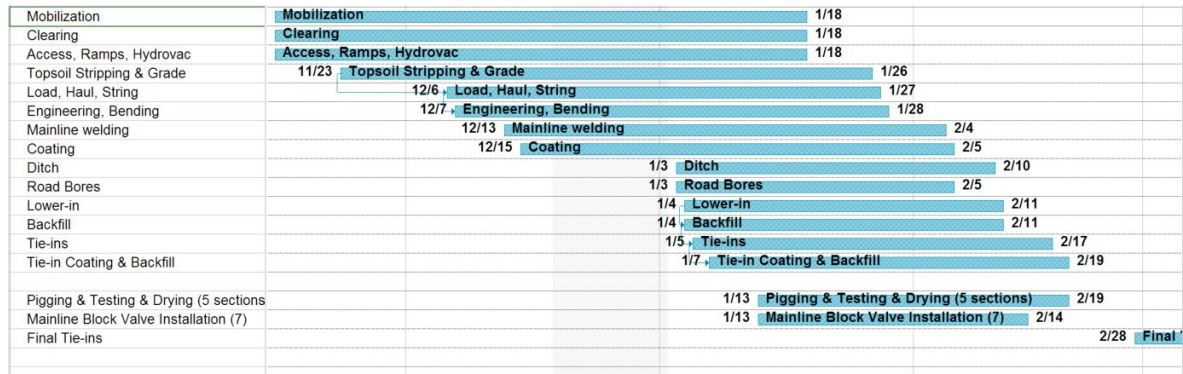 Mobilization Mobilization 1/18
Clearing Clearing 1/18
Access, Ramps, Hydrovac Access, Ramps, Hydrovac 1/18
Topsoil Stripping & Grade 11/23 Topsoil Stripping & Grade 1/26
Load, Haul, String 12/6 Load, Haul, String 1/27
Engineering, Bending 12/7 Engineering, Bending 1/28
Mainline welding 12/13 Mainline welding 2/4
Coating 12/15 Coating 2/5
Ditch 1/3 Ditch 2/10
Road Bores 1/3 Road Bores 2/5
Lower-in 1/4 Lower-in 2/11
Backfill 1/4 Backfill 2/11
Tie-ins 1/5 Tie-ins 2/17
Tie-in Coating & Backfill 1/7 Tie-in Coating & Backfill 2/19
Pigging & Testing & Drying (5 sections 1/13 Pigging & Testing & Drying (5 sections) 2/19
Mainline Block Valve Installation (7) 1/13 Mainline Block Valve Installation (7) 2/14
Final Tie-ins 2/28 Final